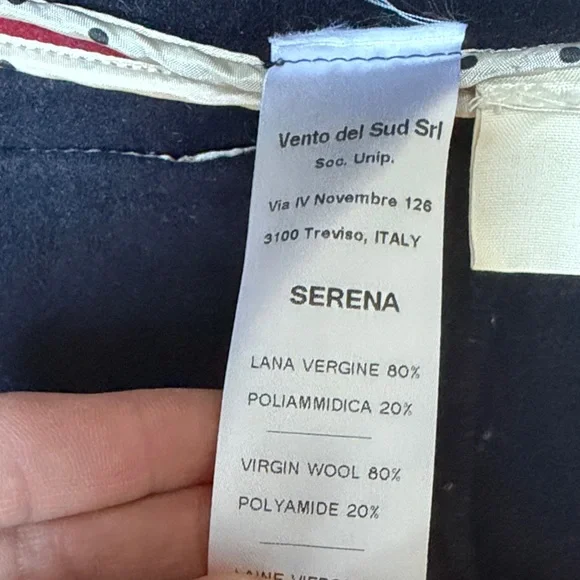 Vento del Sud Srl
Soc. Unip.
Via IV Novembre 126
3100 Treviso, ITALY
SERENA
LANA VERGINE 80%
POLIAMMIDICA 20%
VIRGIN WOOL 80%
POLYAMIDE 20%